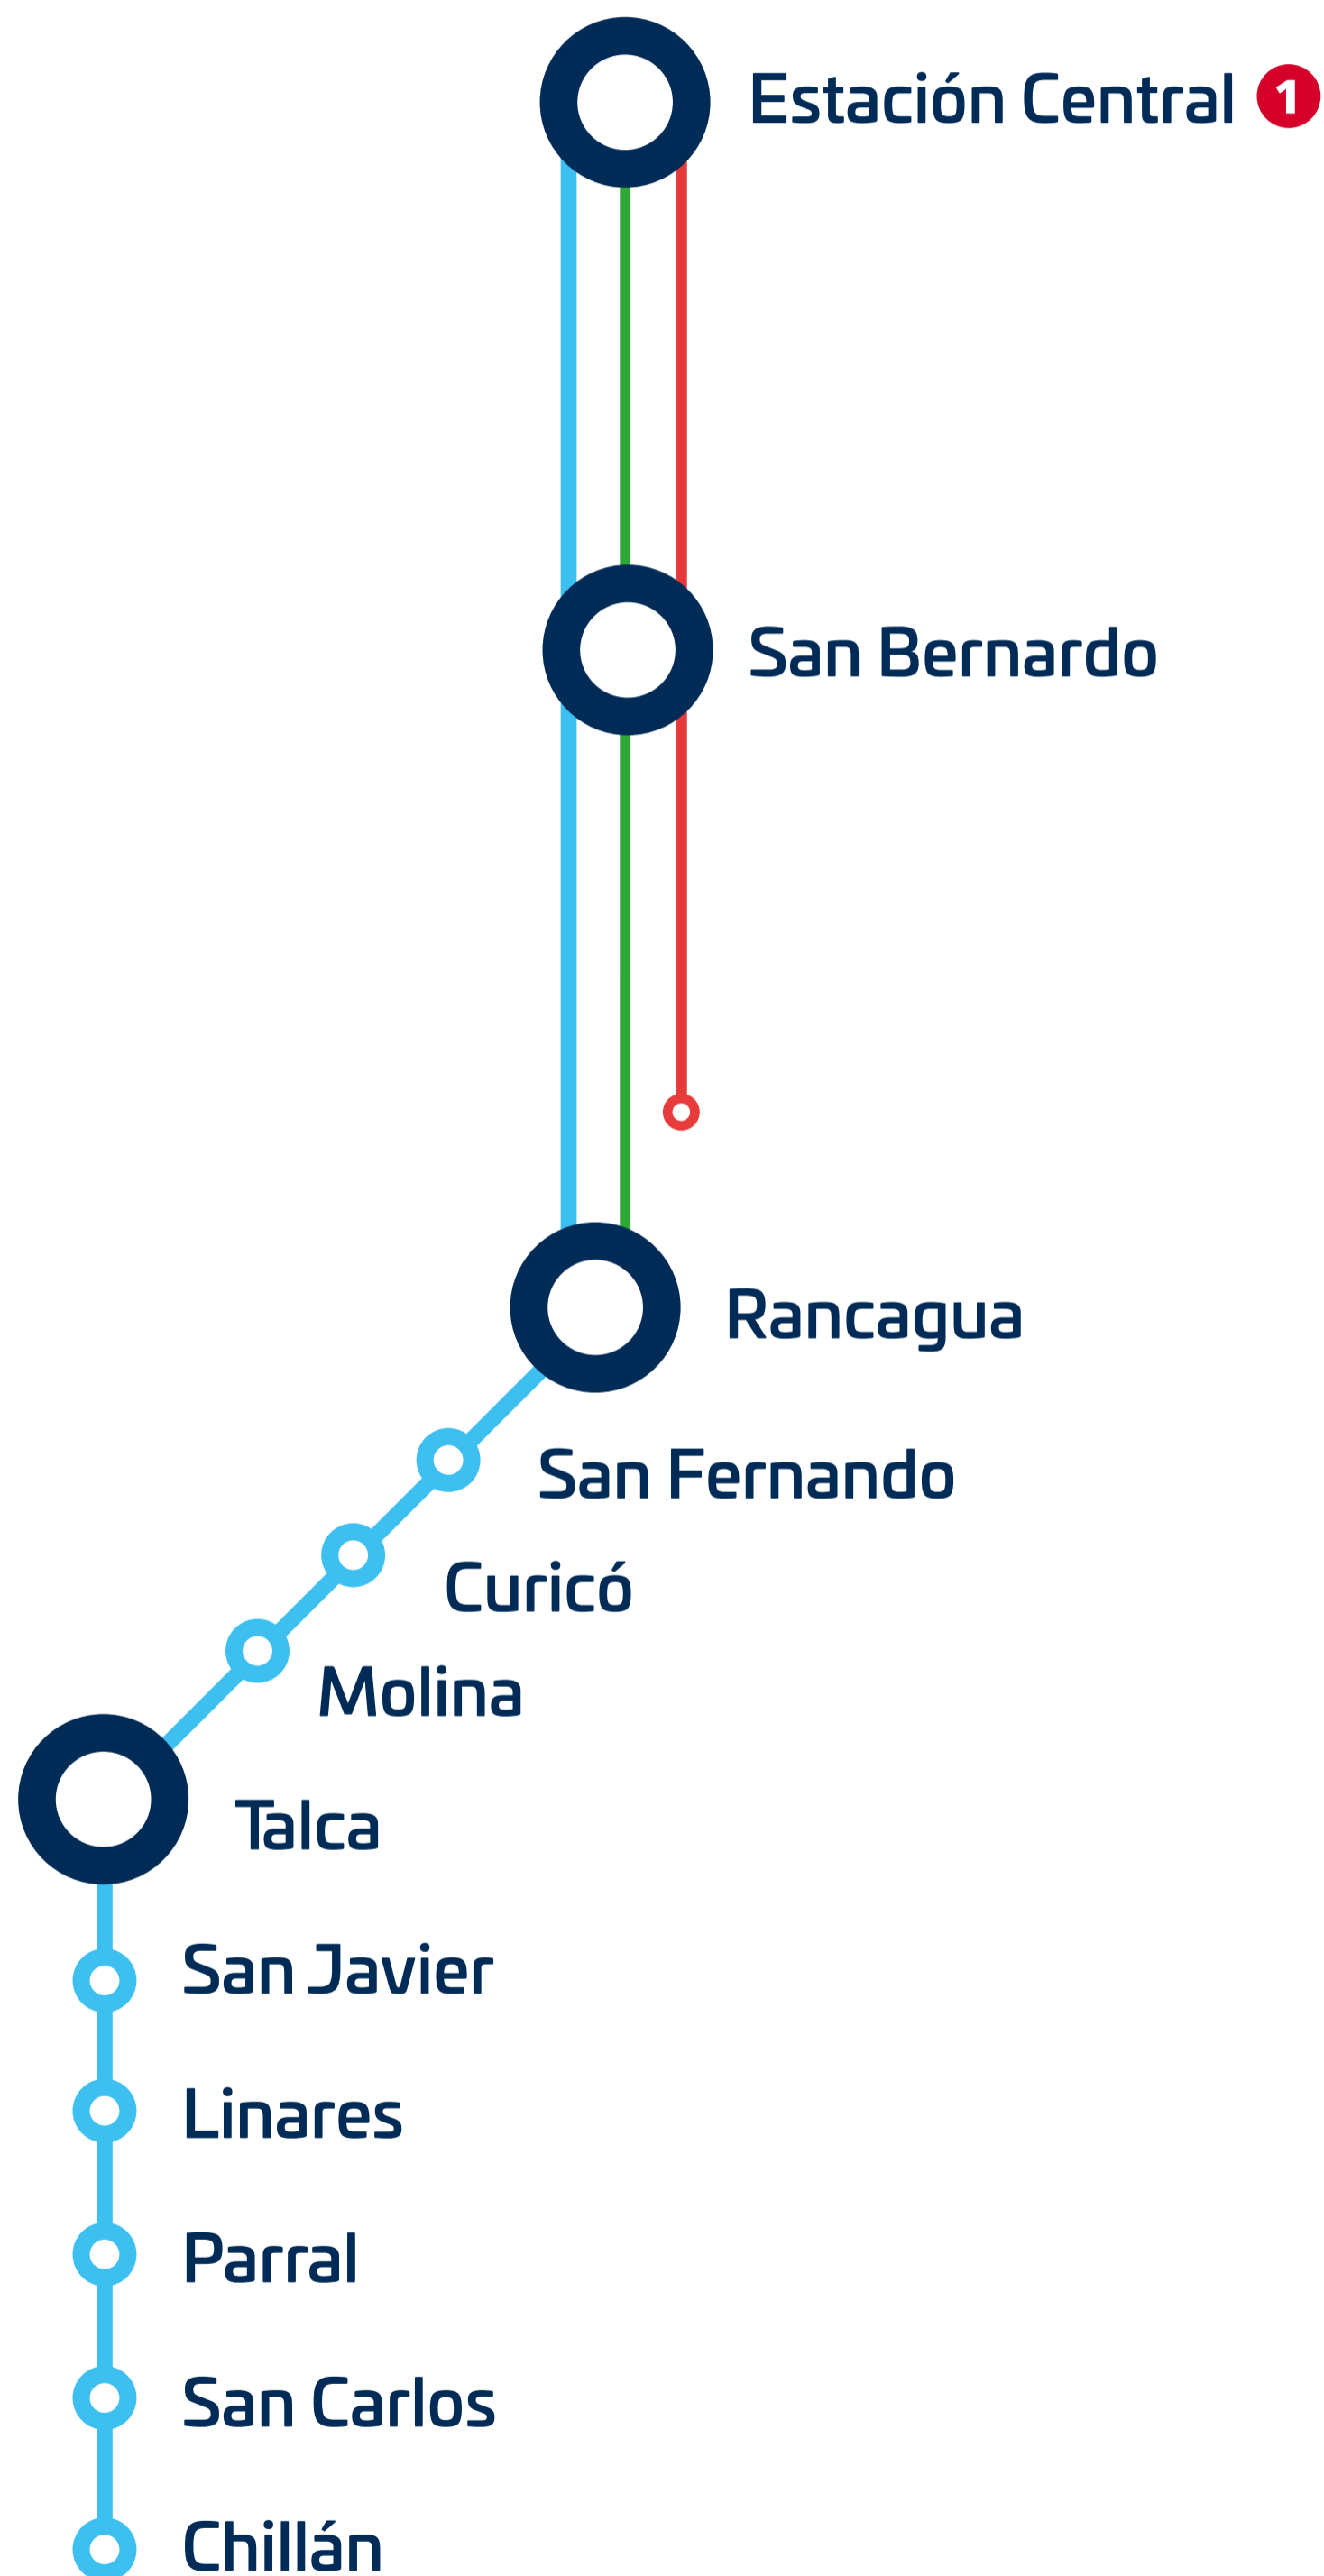 Estación Central 1
San Bernardo
Rancagua
San Fernando
Curicó
Molina
Talca
San Javier
Linares
Parral
San Carlos
Chillán